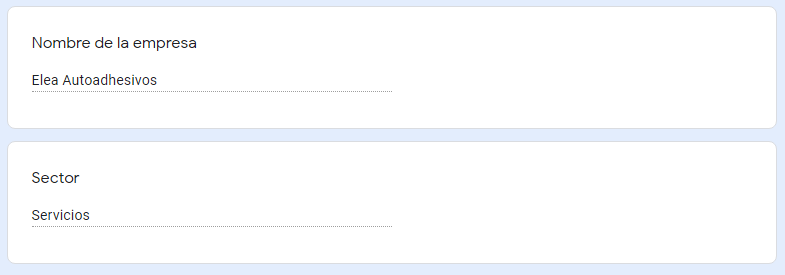 Nombre de la empresa
Elea Autoadhesivos
Sector
Servicios